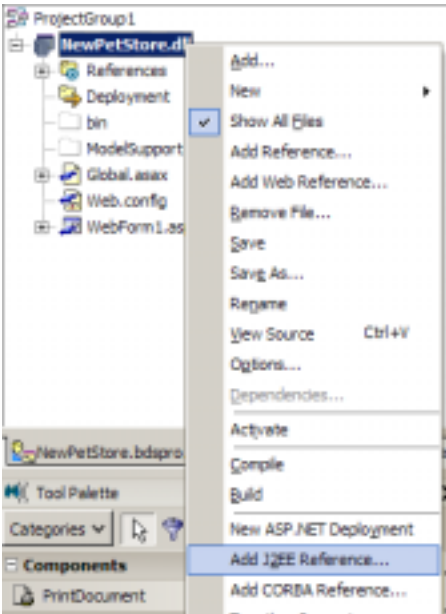 ProjectGroup1
NewPetStore.dl
References
Deployment
bin
ModelSupport
Global.asax
Web.config
WebForm1.as
Add...
New
Show All Files
Add Reference...
Add Web Reference...
Remove File...
Save
Save As...
Rename
View Source Ctrl+V
Options...
Dependencies...
Activate
Compile
Build
New ASP.NET Deployment
Add J2EE Reference...
Add CORBA Reference...
NewPetStore.bdspro
Tool Palette
Categories
Components
PrintDocument